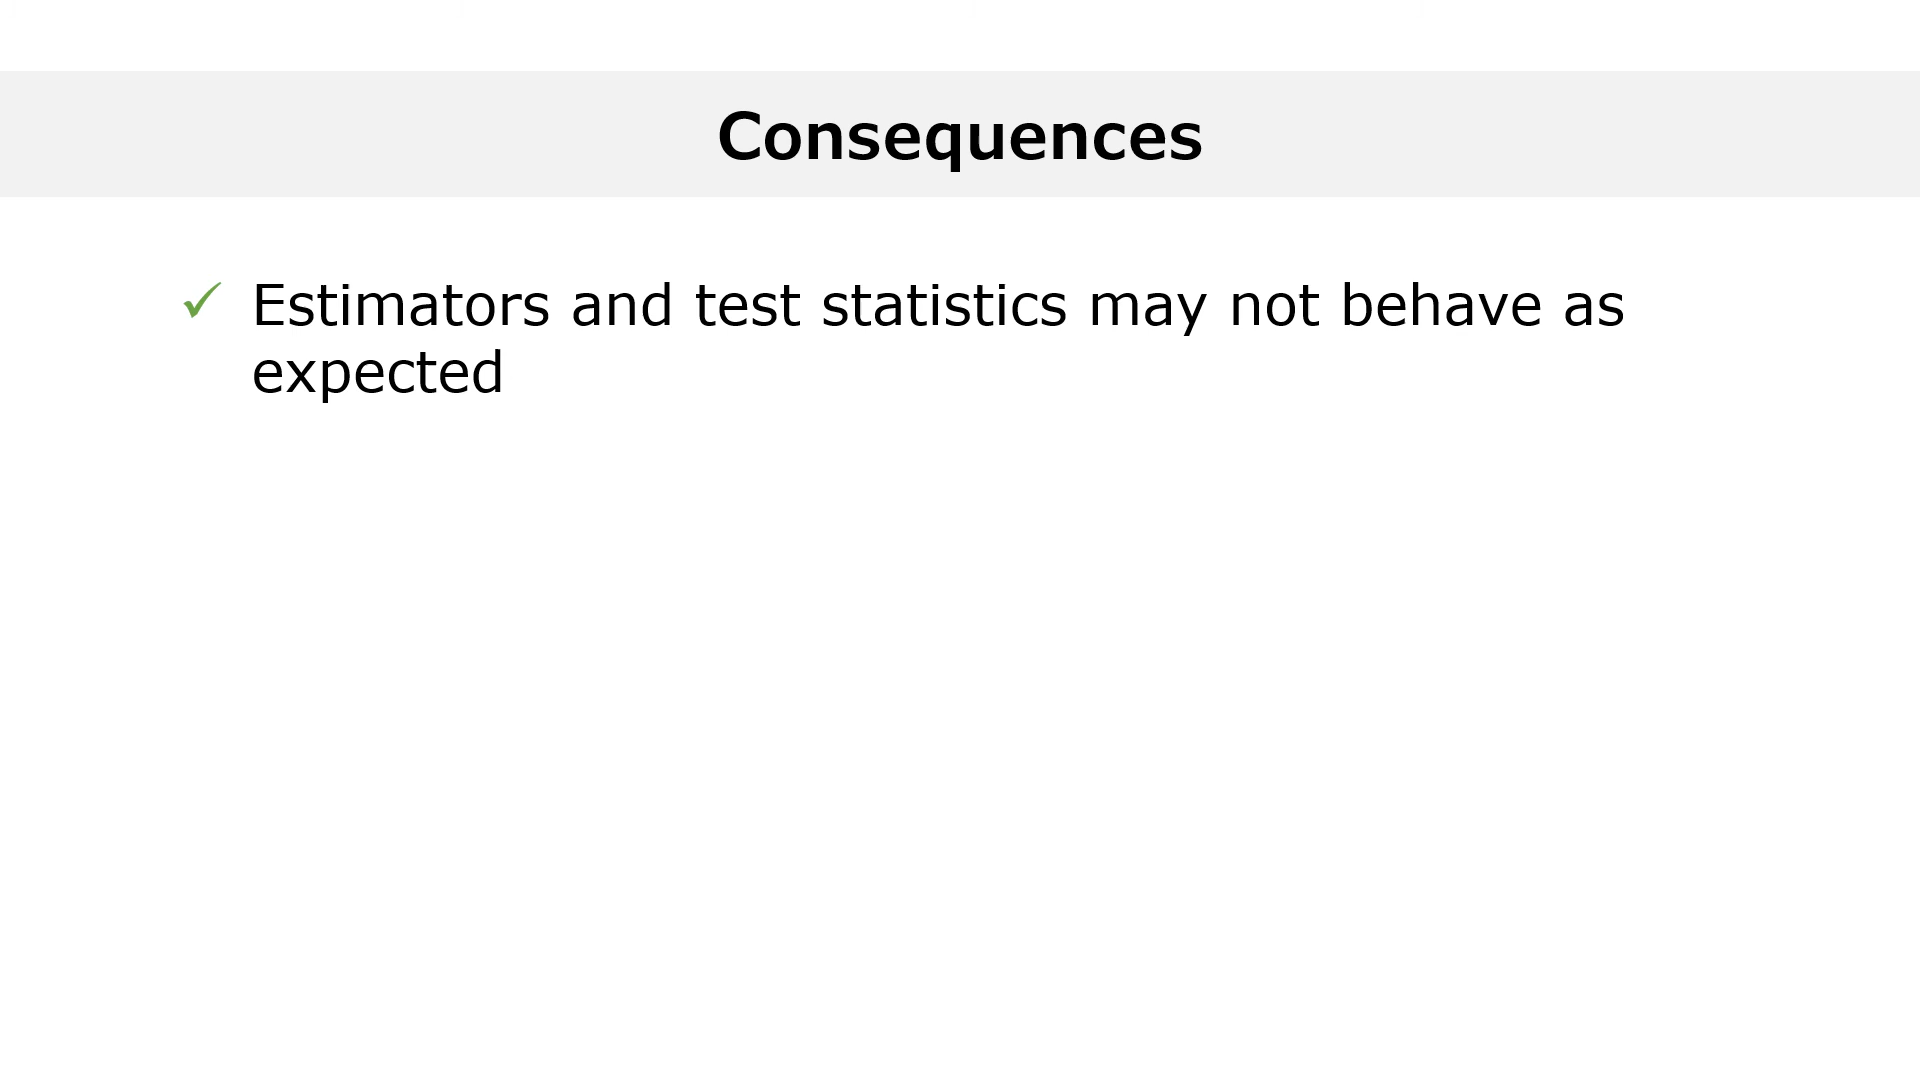 Consequences
✓ Estimators and test statistics may not behave as
expected